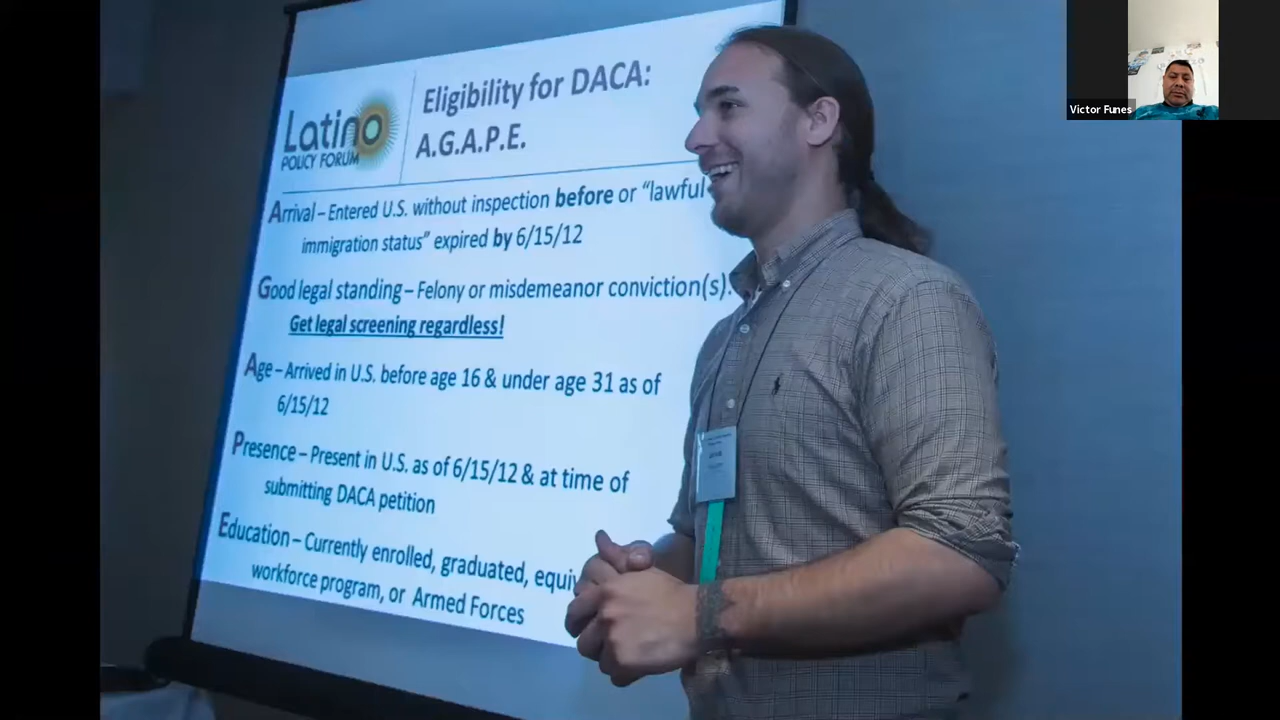 Latino
POLICY FORUM
Eligibility for DACA:
A.G.A.P.E.
Arrival – Entered U.S. without inspection before or “lawful
immigration status” expired by 6/15/12
Good legal standing – Felony or misdemeanor conviction(s).
Get legal screening regardless!
Age – Arrived in U.S. before age 16 & under age 31 as of
6/15/12
Presence – Present in U.S. as of 6/15/12 & at time of
submitting DACA petition
Education – Currently enrolled, graduated,
workforce program, or Armed Forces
Victor Funes